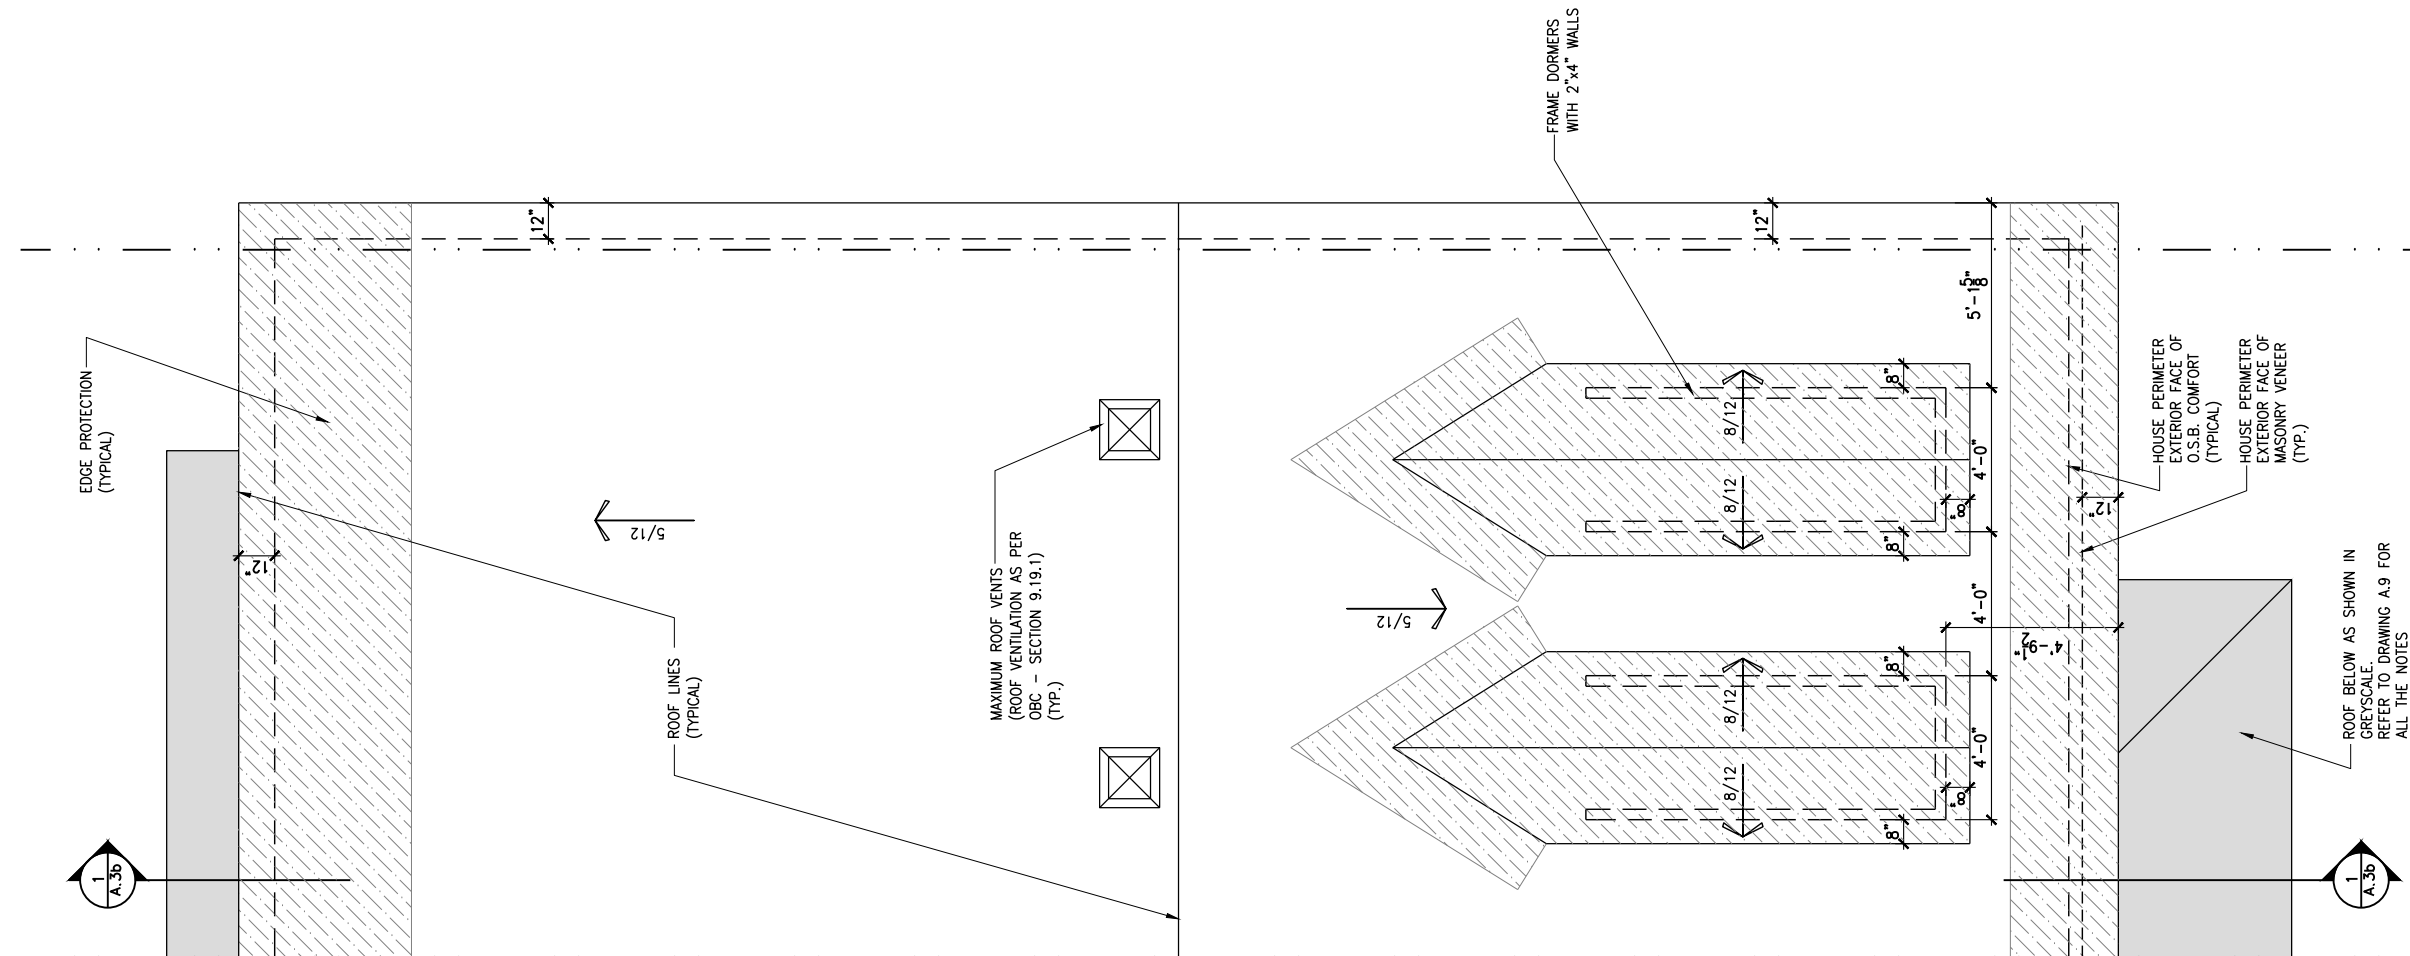 FRAME DORMERS
WITH 2"x4" WALLS
12"
12"
5'-1 5/8"
EDGE PROTECTION
(TYPICAL)
HOUSE PERIMETER
EXTERIOR FACE OF
O.S.B. COMFORT
(TYPICAL)
HOUSE PERIMETER
EXTERIOR FACE OF
MASONRY VENEER
(TYP.)
8"
8/12
4'-0"
8/12
8"
8"
12"
5/12
12"
MAXIMUM ROOF VENTS
(ROOF VENTILATION AS PER
OBC - SECTION 9.19.1)
(TYP.)
5/12
4'-0"
4'-9 1/2"
ROOF LINES
(TYPICAL)
ROOF BELOW AS SHOWN IN
GREYSCALE.
REFER TO DRAWING A.9 FOR
ALL THE NOTES
8"
8/12
4'-0"
8/12
8"
8"
1
A.3b
1
A.3b